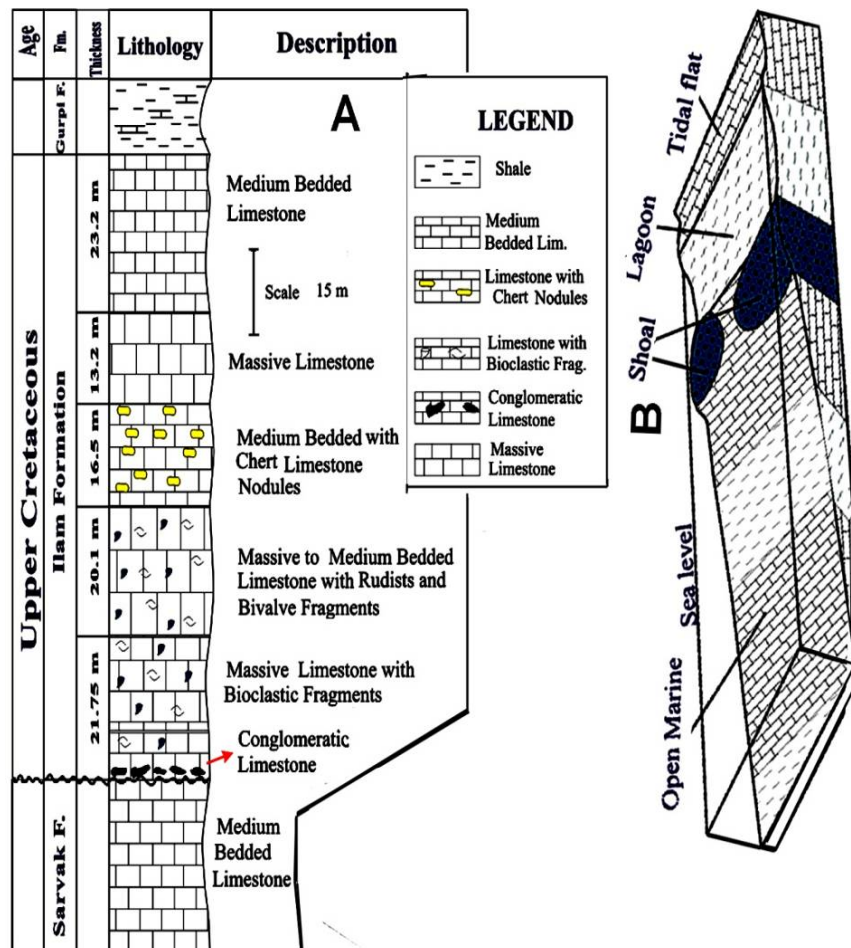 Age
Fm.
Thickness
Lithology
Description
Gurpi F.
A
Upper Cretaceous
Ilam Formation
23.2 m
Medium Bedded
Limestone
Scale 15 m
13.2 m
Massive Limestone
16.5 m
Medium Bedded with
Chert Limestone
Nodules
20.1 m
Massive to Medium Bedded
Limestone with Rudists and
Bivalve Fragments
21.75 m
Massive Limestone with
Bioclastic Fragments
Conglomeratic
Limestone
Sarvak F.
Medium
Bedded
Limestone
LEGEND
Shale
Medium
Bedded Lim.
Limestone with
Chert Nodules
Limestone with
Bioclastic Frag.
Conglomeratic
Limestone
Massive
Limestone
B
Tidal flat
Lagoon
Shoal
Sea level
Open Marine